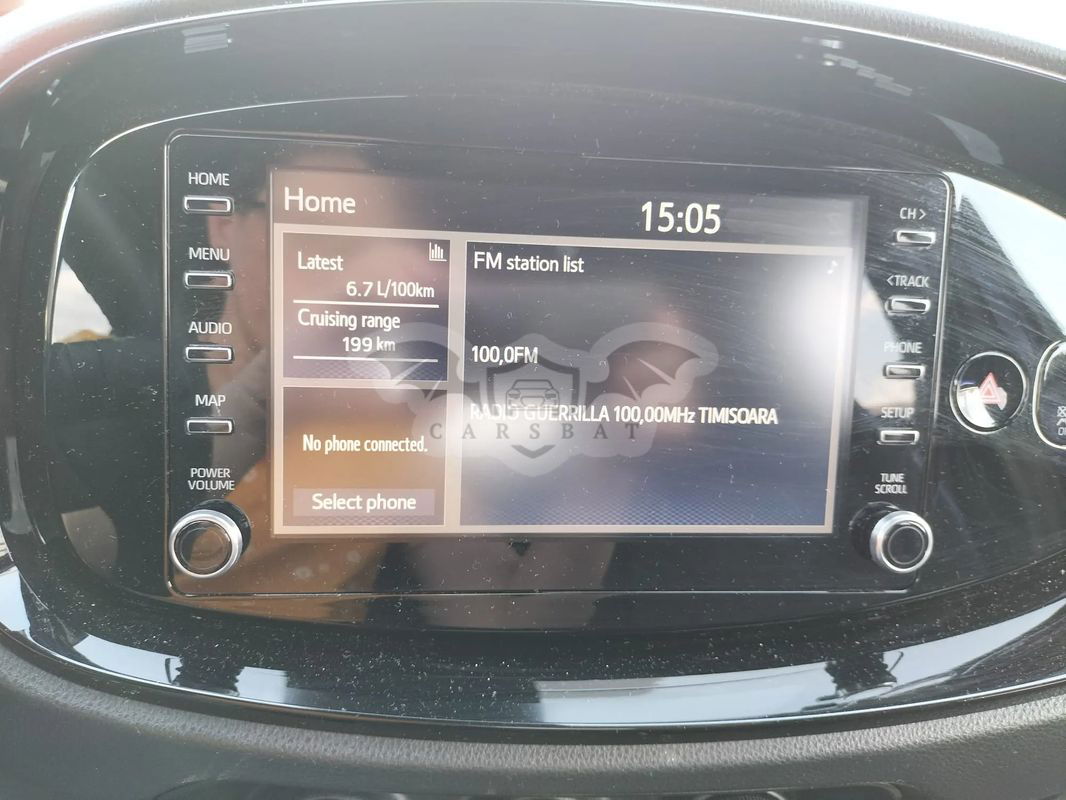 HOME
MENU
AUDIO
MAP
POWER
VOLUME
Home
15:05
Latest
6.7 L/100km
Cruising range
199 km
No phone connected.
Select phone
FM station list
100,0FM
RADIO GUERRILLA 100,00MHz TIMISOARA
CARSBAT
CH >
< TRACK
PHONE
SETUP
TUNE
SCROLL